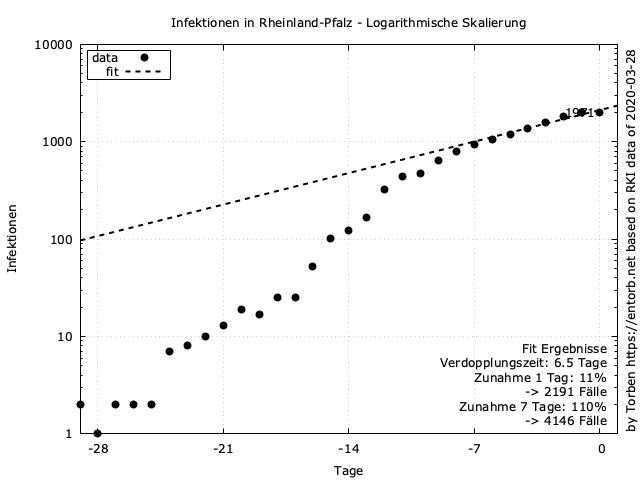 Infektionen in Rheinland-Pfalz - Logarithmische Skalierung
10000
1000
100
10
1
Infektionen
data
fit
1971
Fit Ergebnisse
Verdopplungszeit: 6.5 Tage
Zunahme 1 Tag: 11%
-> 2191 Fälle
Zunahme 7 Tage: 110%
-> 4146 Fälle
-28 -21 -14 -7 0
Tage
by Torben https://entorb.net based on RKI data of 2020-03-28